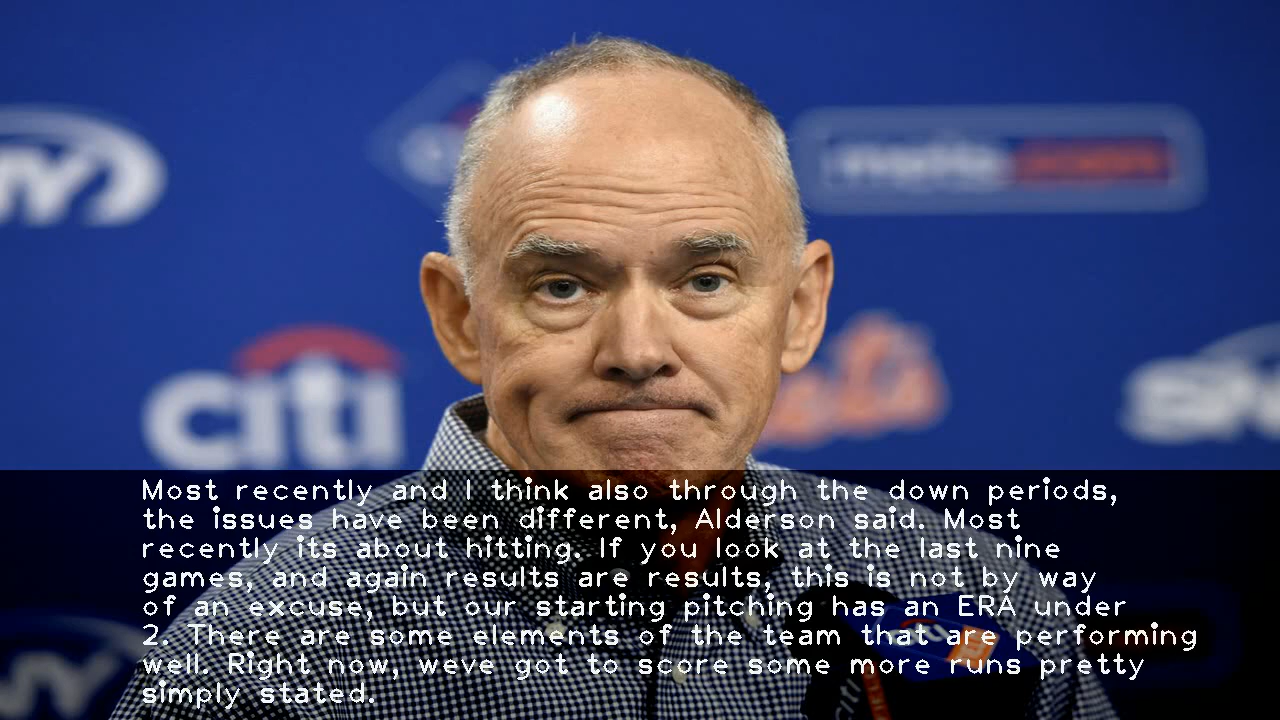 citi
Mets
Most recently and I think also through the down periods,
the issues have been different, Alderson said. Most
recently its about hitting. If you look at the last nine
games, and again results are results, this is not by way
of an excuse, but our starting pitching has an ERA under
2. There are some elements of the team that are performing
well. Right now, weve got to score some more runs pretty
simply stated.
citi